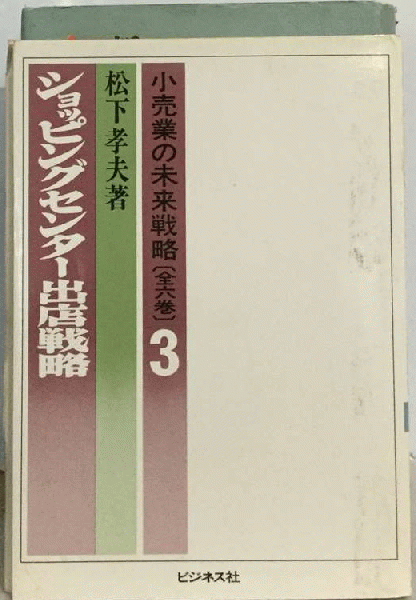 小売業の未来戦略〔全六巻〕3
松下孝夫著
ショッピングセンター出店戦略
ビジネス社